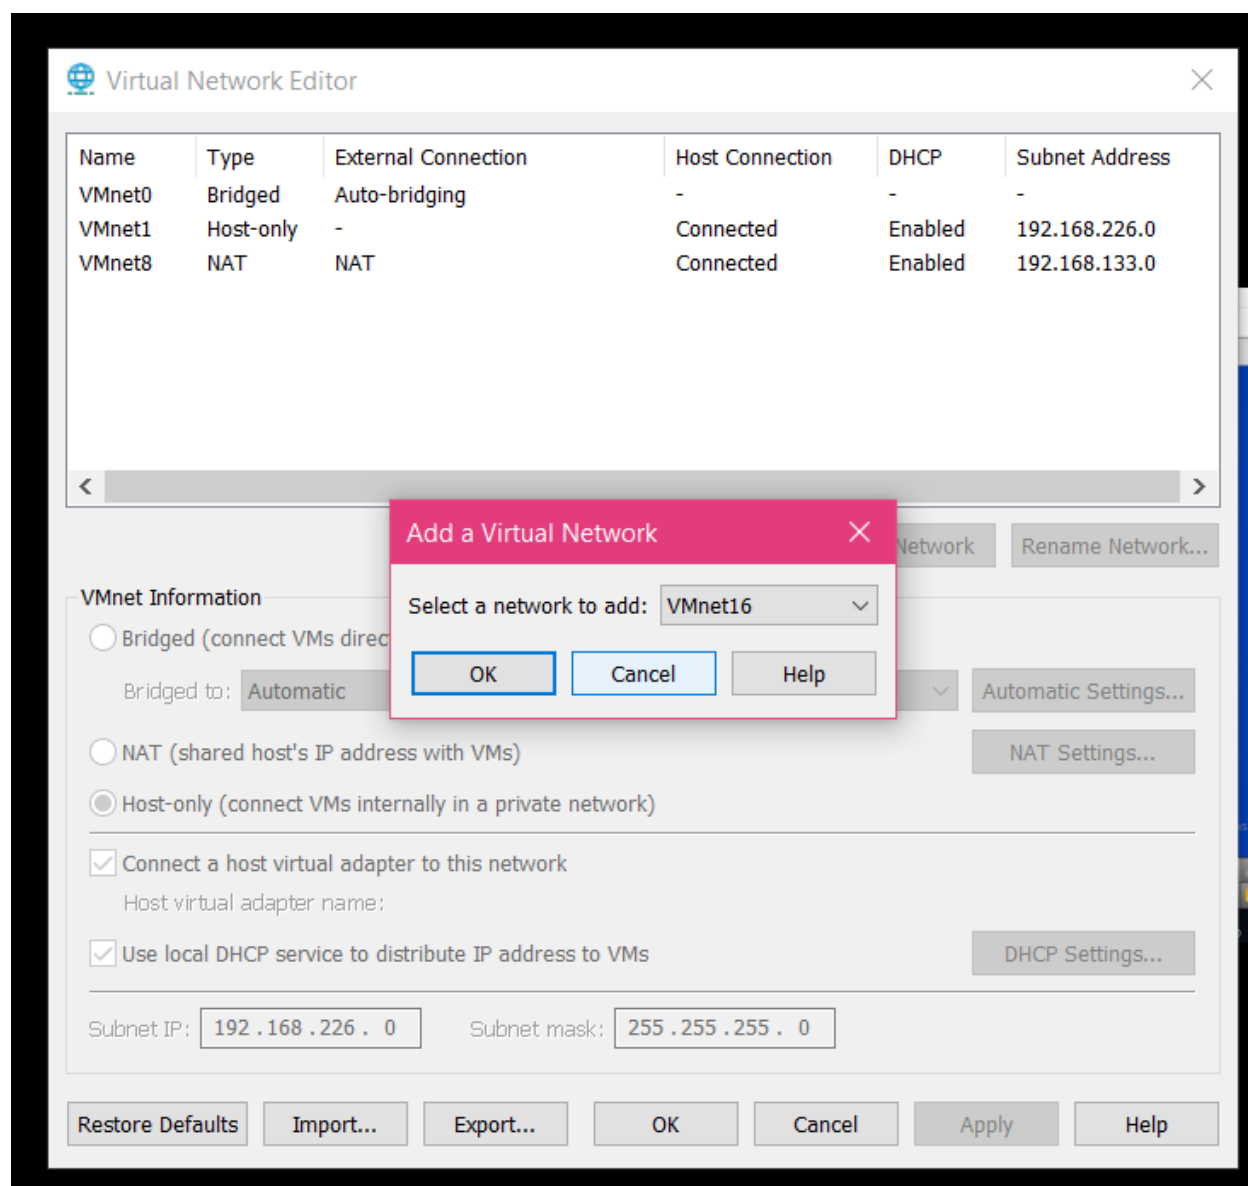 Virtual Network Editor
Name Type External Connection Host Connection DHCP Subnet Address
VMnet0 Bridged Auto-bridging - - -
VMnet1 Host-only - Connected Enabled 192.168.226.0
VMnet8 NAT NAT Connected Enabled 192.168.133.0
Add a Virtual Network
Network Rename Network...
Select a network to add: VMnet16
OK Cancel Help
VMnet Information
Bridged (connect VMs direc
Bridged to: Automatic Automatic Settings...
NAT (shared host's IP address with VMs) NAT Settings...
Host-only (connect VMs internally in a private network)
Connect a host virtual adapter to this network
Host virtual adapter name:
Use local DHCP service to distribute IP address to VMs DHCP Settings...
Subnet IP: 192 . 168 . 226 . 0 Subnet mask: 255 . 255 . 255 . 0
Restore Defaults Import... Export... OK Cancel Apply Help